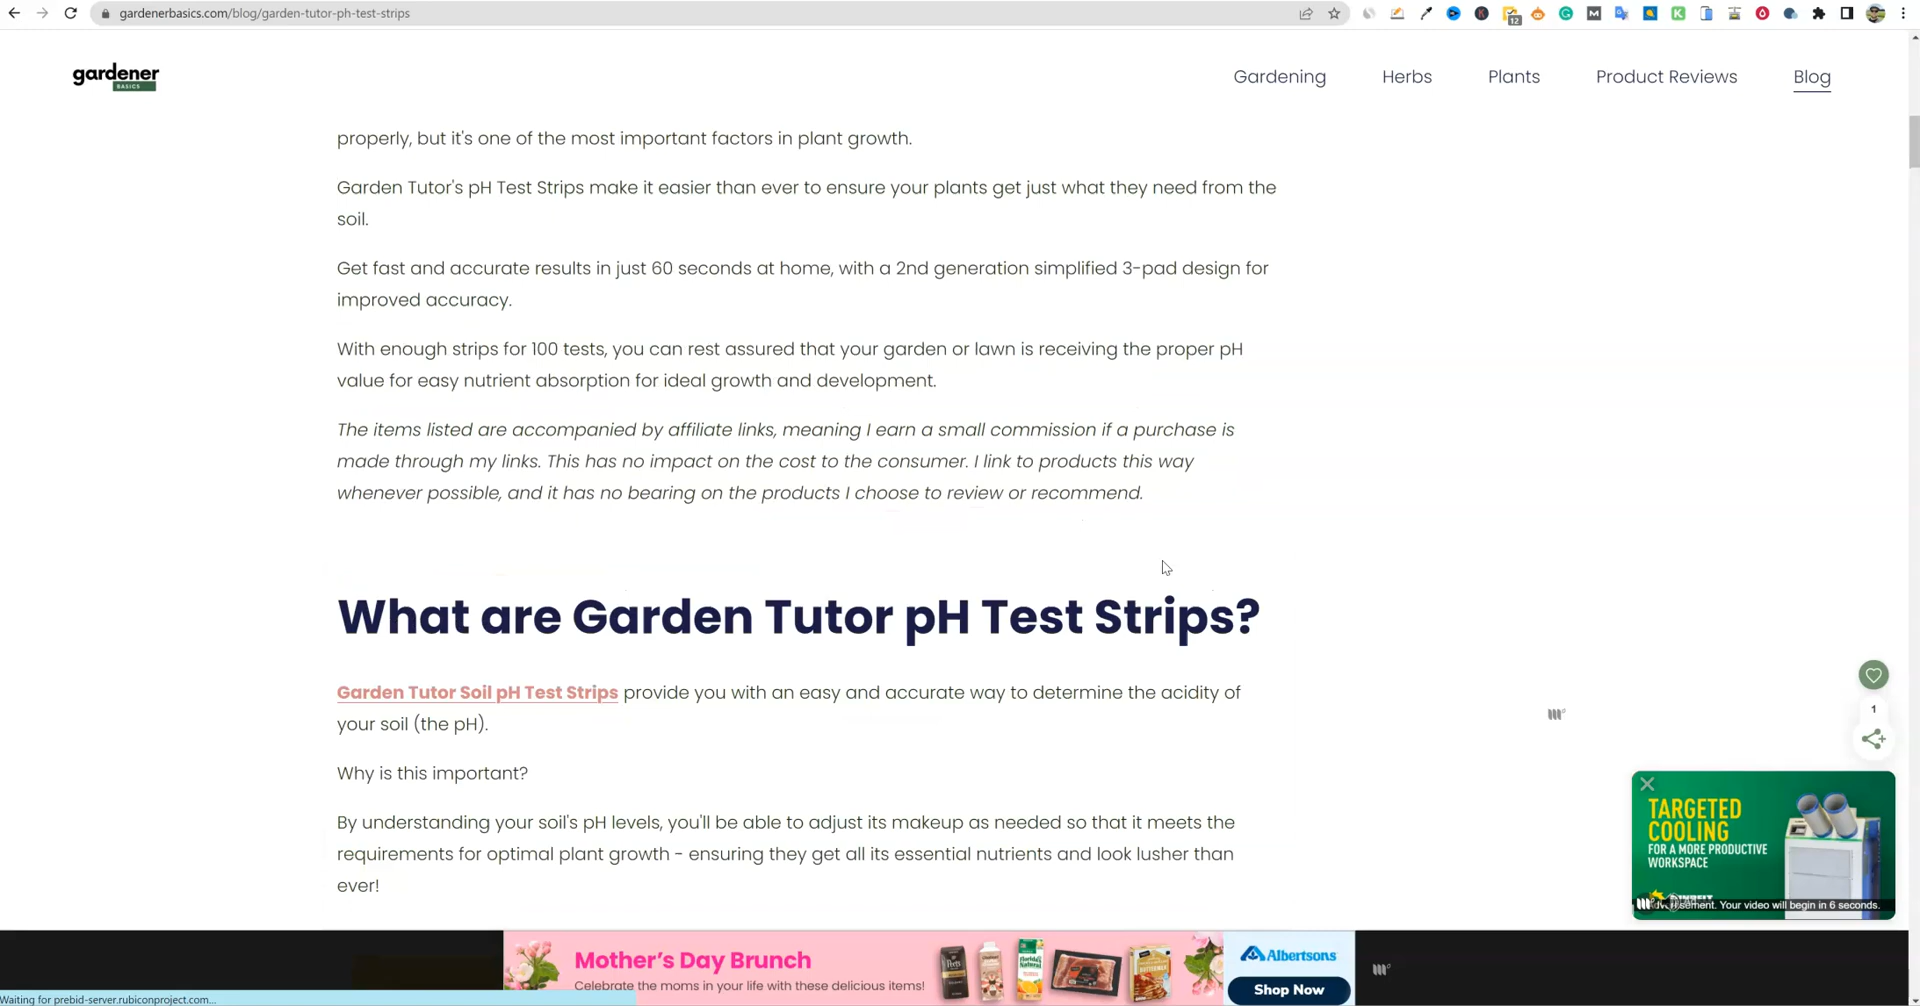 gardenerbasics.com/blog/garden-tutor-ph-test-strips
12
gardener
BASICS
Gardening
Herbs
Plants
Product Reviews
Blog
properly, but it's one of the most important factors in plant growth.
Garden Tutor's pH Test Strips make it easier than ever to ensure your plants get just what they need from the
soil.
Get fast and accurate results in just 60 seconds at home, with a 2nd generation simplified 3-pad design for
improved accuracy.
With enough strips for 100 tests, you can rest assured that your garden or lawn is receiving the proper pH
value for easy nutrient absorption for ideal growth and development.
The items listed are accompanied by affiliate links, meaning I earn a small commission if a purchase is
made through my links. This has no impact on the cost to the consumer. I link to products this way
whenever possible, and it has no bearing on the products I choose to review or recommend.
What are Garden Tutor pH Test Strips?
Garden Tutor Soil pH Test Strips provide you with an easy and accurate way to determine the acidity of
your soil (the pH).
1
Why is this important?
By understanding your soil's pH levels, you'll be able to adjust its makeup as needed so that it meets the
requirements for optimal plant growth - ensuring they get all its essential nutrients and look lusher than
ever!
TARGETED
COOLING
FOR A MORE PRODUCTIVE
WORKSPACE
Your video will begin in 6 seconds.
Mother's Day Brunch
Celebrate the moms in your life with these delicious items!
Albertsons
Shop Now
Waiting for prebid-server.rubiconproject.com...